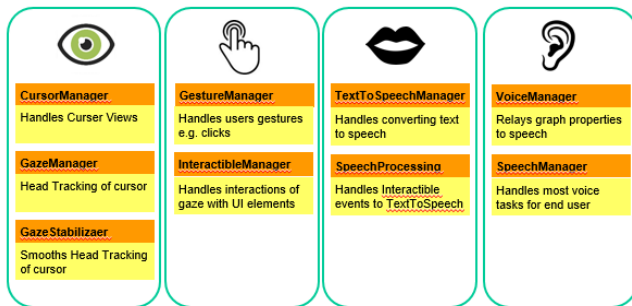 CursorManager
Handles Curser Views
GazeManager
Head Tracking of cursor
GazeStabilizaer
Smooths Head Tracking
of cursor
GestureManager
Handles users gestures
e.g. clicks
InteractibleManager
Handles interactions of
gaze with UI elements
TextToSpeechManager
Handles converting text
to speech
SpeechProcessing
Handles Interactible
events to TextToSpeech
VoiceManager
Relays graph properties
to speech
SpeechManager
Handles most voice
tasks for end user